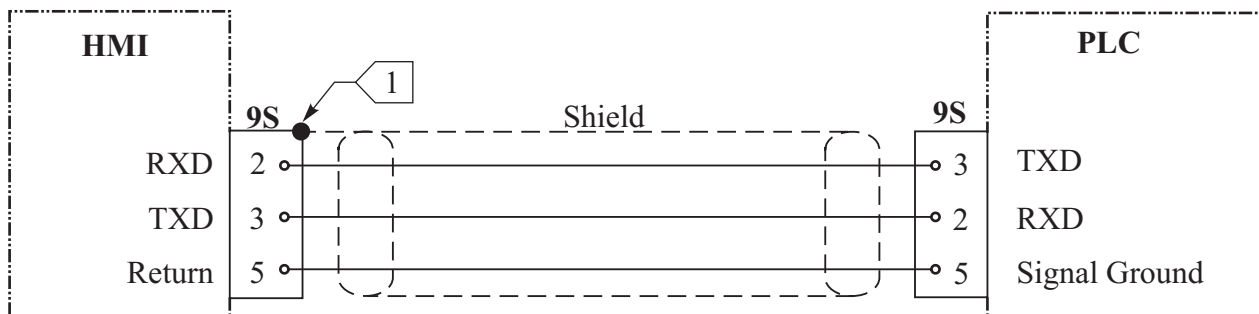 HMI
PLC
1
9S
Shield
9S
RXD 2 3 TXD
TXD 3 2 RXD
Return 5 5 Signal Ground